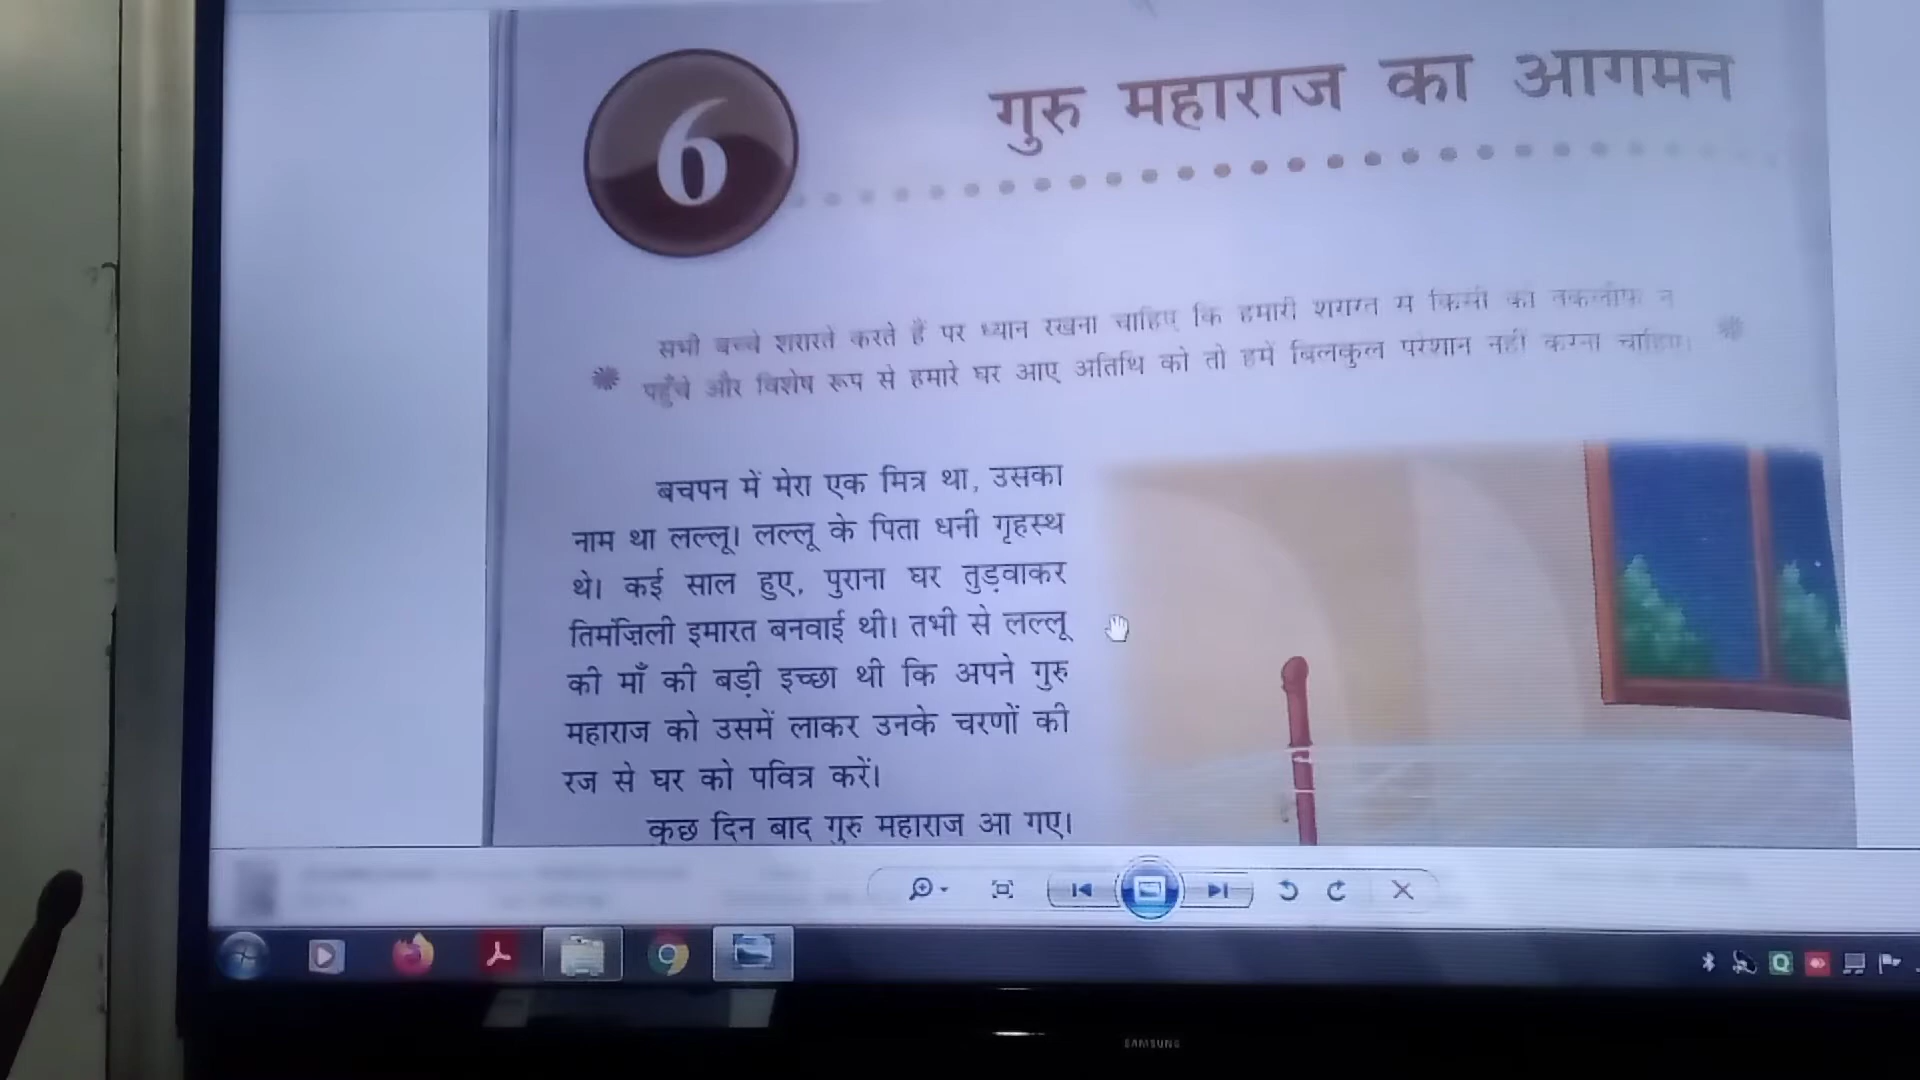 6
गुरु महाराज का आगमन
सभी बच्चे शरारतें करते हैं पर ध्यान रखना चाहिए कि हमारी शरारत से किसी को तकलीफ न
पहुँचे और विशेष रूप से हमारे घर आए अतिथि को तो हमें बिलकुल परेशान नहीं करना चाहिए।
बचपन में मेरा एक मित्र था, उसका
नाम था लल्लू। लल्लू के पिता धनी गृहस्थ
थे। कई साल हुए, पुराना घर तुड़वाकर
तिमंज़िली इमारत बनवाई थी। तभी से लल्लू
की माँ की बड़ी इच्छा थी कि अपने गुरु
महाराज को उसमें लाकर उनके चरणों की
रज से घर को पवित्र करें।
कुछ दिन बाद गुरु महाराज आ गए।
SAMSUNG